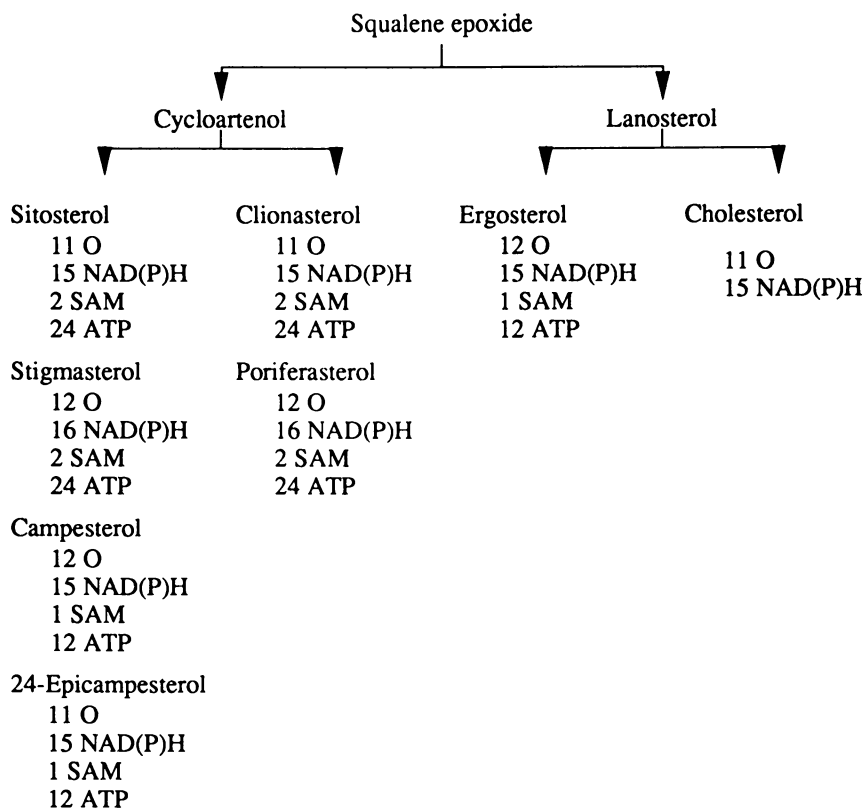 Squalene epoxide
Cycloartenol
Lanosterol
Sitosterol
11 O
15 NAD(P)H
2 SAM
24 ATP
Clionasterol
11 O
15 NAD(P)H
2 SAM
24 ATP
Ergosterol
12 O
15 NAD(P)H
1 SAM
12 ATP
Cholesterol
11 O
15 NAD(P)H
Stigmasterol
12 O
16 NAD(P)H
2 SAM
24 ATP
Poriferasterol
12 O
16 NAD(P)H
2 SAM
24 ATP
Campesterol
12 O
15 NAD(P)H
1 SAM
12 ATP
24-Epicampesterol
11 O
15 NAD(P)H
1 SAM
12 ATP